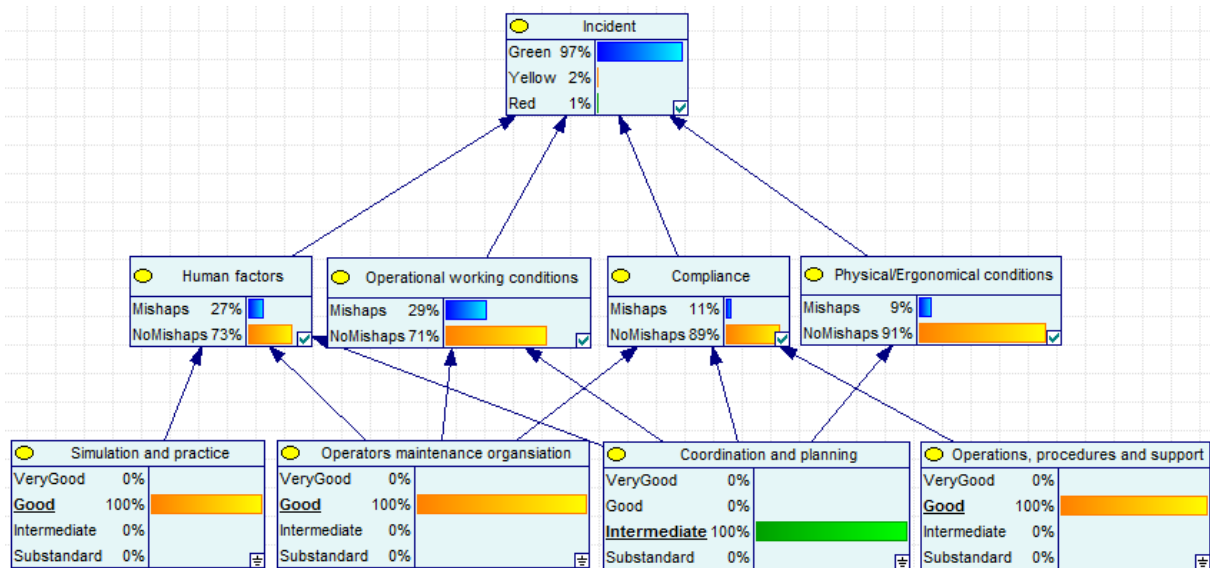 Incident
Green 97%
Yellow 2%
Red 1%
Human factors
Mishaps 27%
NoMishaps 73%
Operational working conditions
Mishaps 29%
NoMishaps 71%
Compliance
Mishaps 11%
NoMishaps 89%
Physical/Ergonomical conditions
Mishaps 9%
NoMishaps 91%
Simulation and practice
VeryGood 0%
Good 100%
Intermediate 0%
Substandard 0%
Operators maintenance organsiation
VeryGood 0%
Good 100%
Intermediate 0%
Substandard 0%
Coordination and planning
VeryGood 0%
Good 0%
Intermediate 100%
Substandard 0%
Operations, procedures and support
VeryGood 0%
Good 100%
Intermediate 0%
Substandard 0%